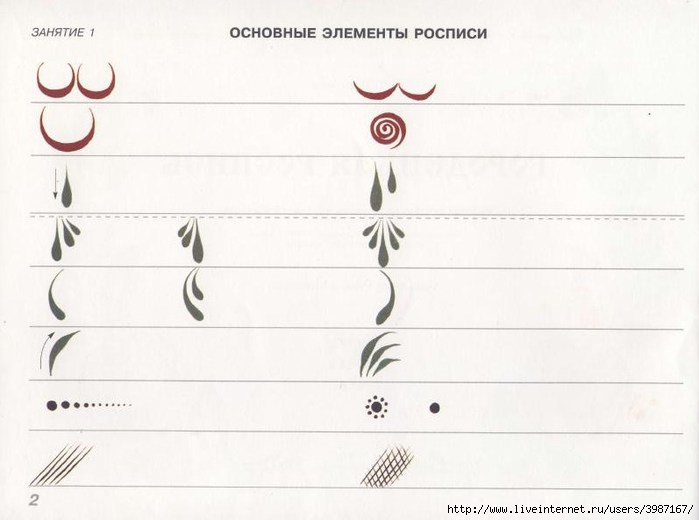 ЗАНЯТИЕ 1
ОСНОВНЫЕ ЭЛЕМЕНТЫ РОСПИСИ
2
http://www.liveinternet.ru/users/3987167/